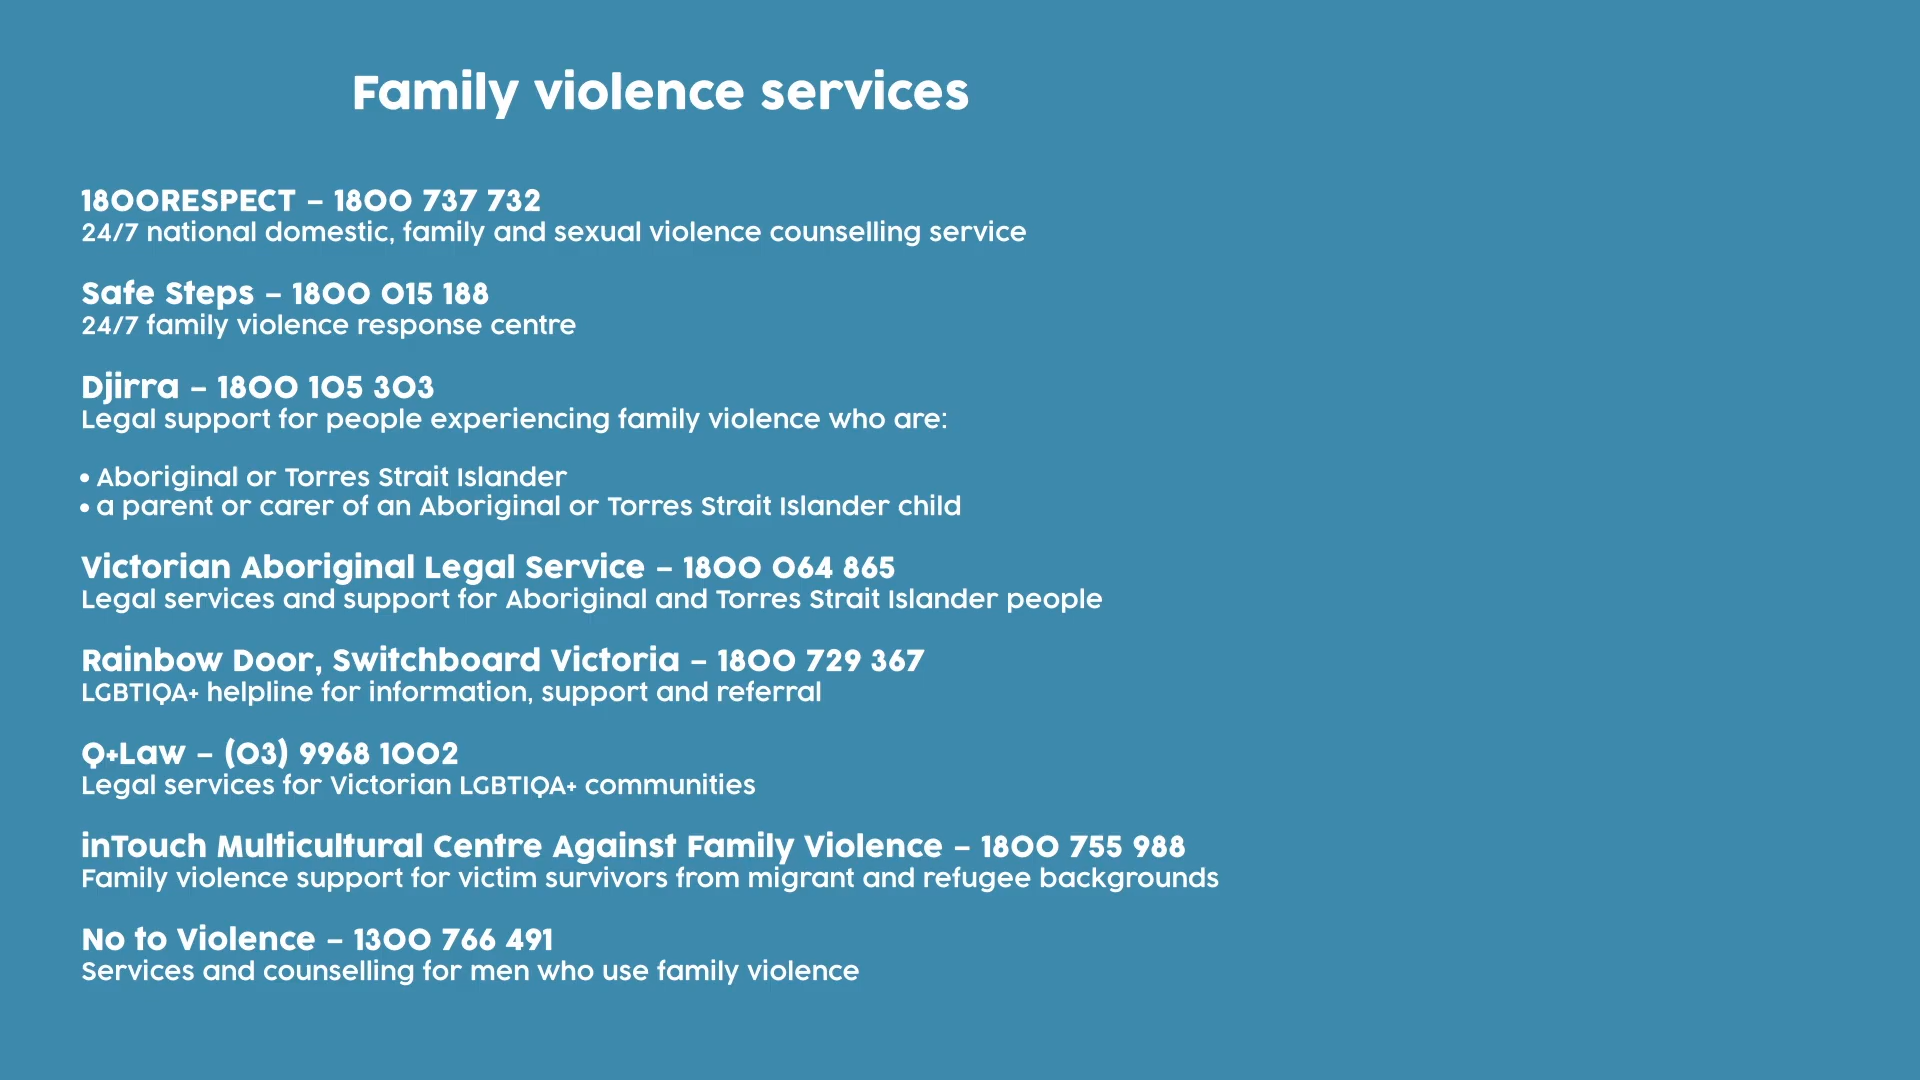 Family violence services
1800RESPECT – 1800 737 732
24/7 national domestic, family and sexual violence counselling service
Safe Steps – 1800 015 188
24/7 family violence response centre
Djirra – 1800 105 303
Legal support for people experiencing family violence who are:
• Aboriginal or Torres Strait Islander
• a parent or carer of an Aboriginal or Torres Strait Islander child
Victorian Aboriginal Legal Service – 1800 064 865
Legal services and support for Aboriginal and Torres Strait Islander people
Rainbow Door, Switchboard Victoria – 1800 729 367
LGBTIQA+ helpline for information, support and referral
Q+Law – (03) 9968 1002
Legal services for Victorian LGBTIQA+ communities
inTouch Multicultural Centre Against Family Violence – 1800 755 988
Family violence support for victim survivors from migrant and refugee backgrounds
No to Violence – 1300 766 491
Services and counselling for men who use family violence